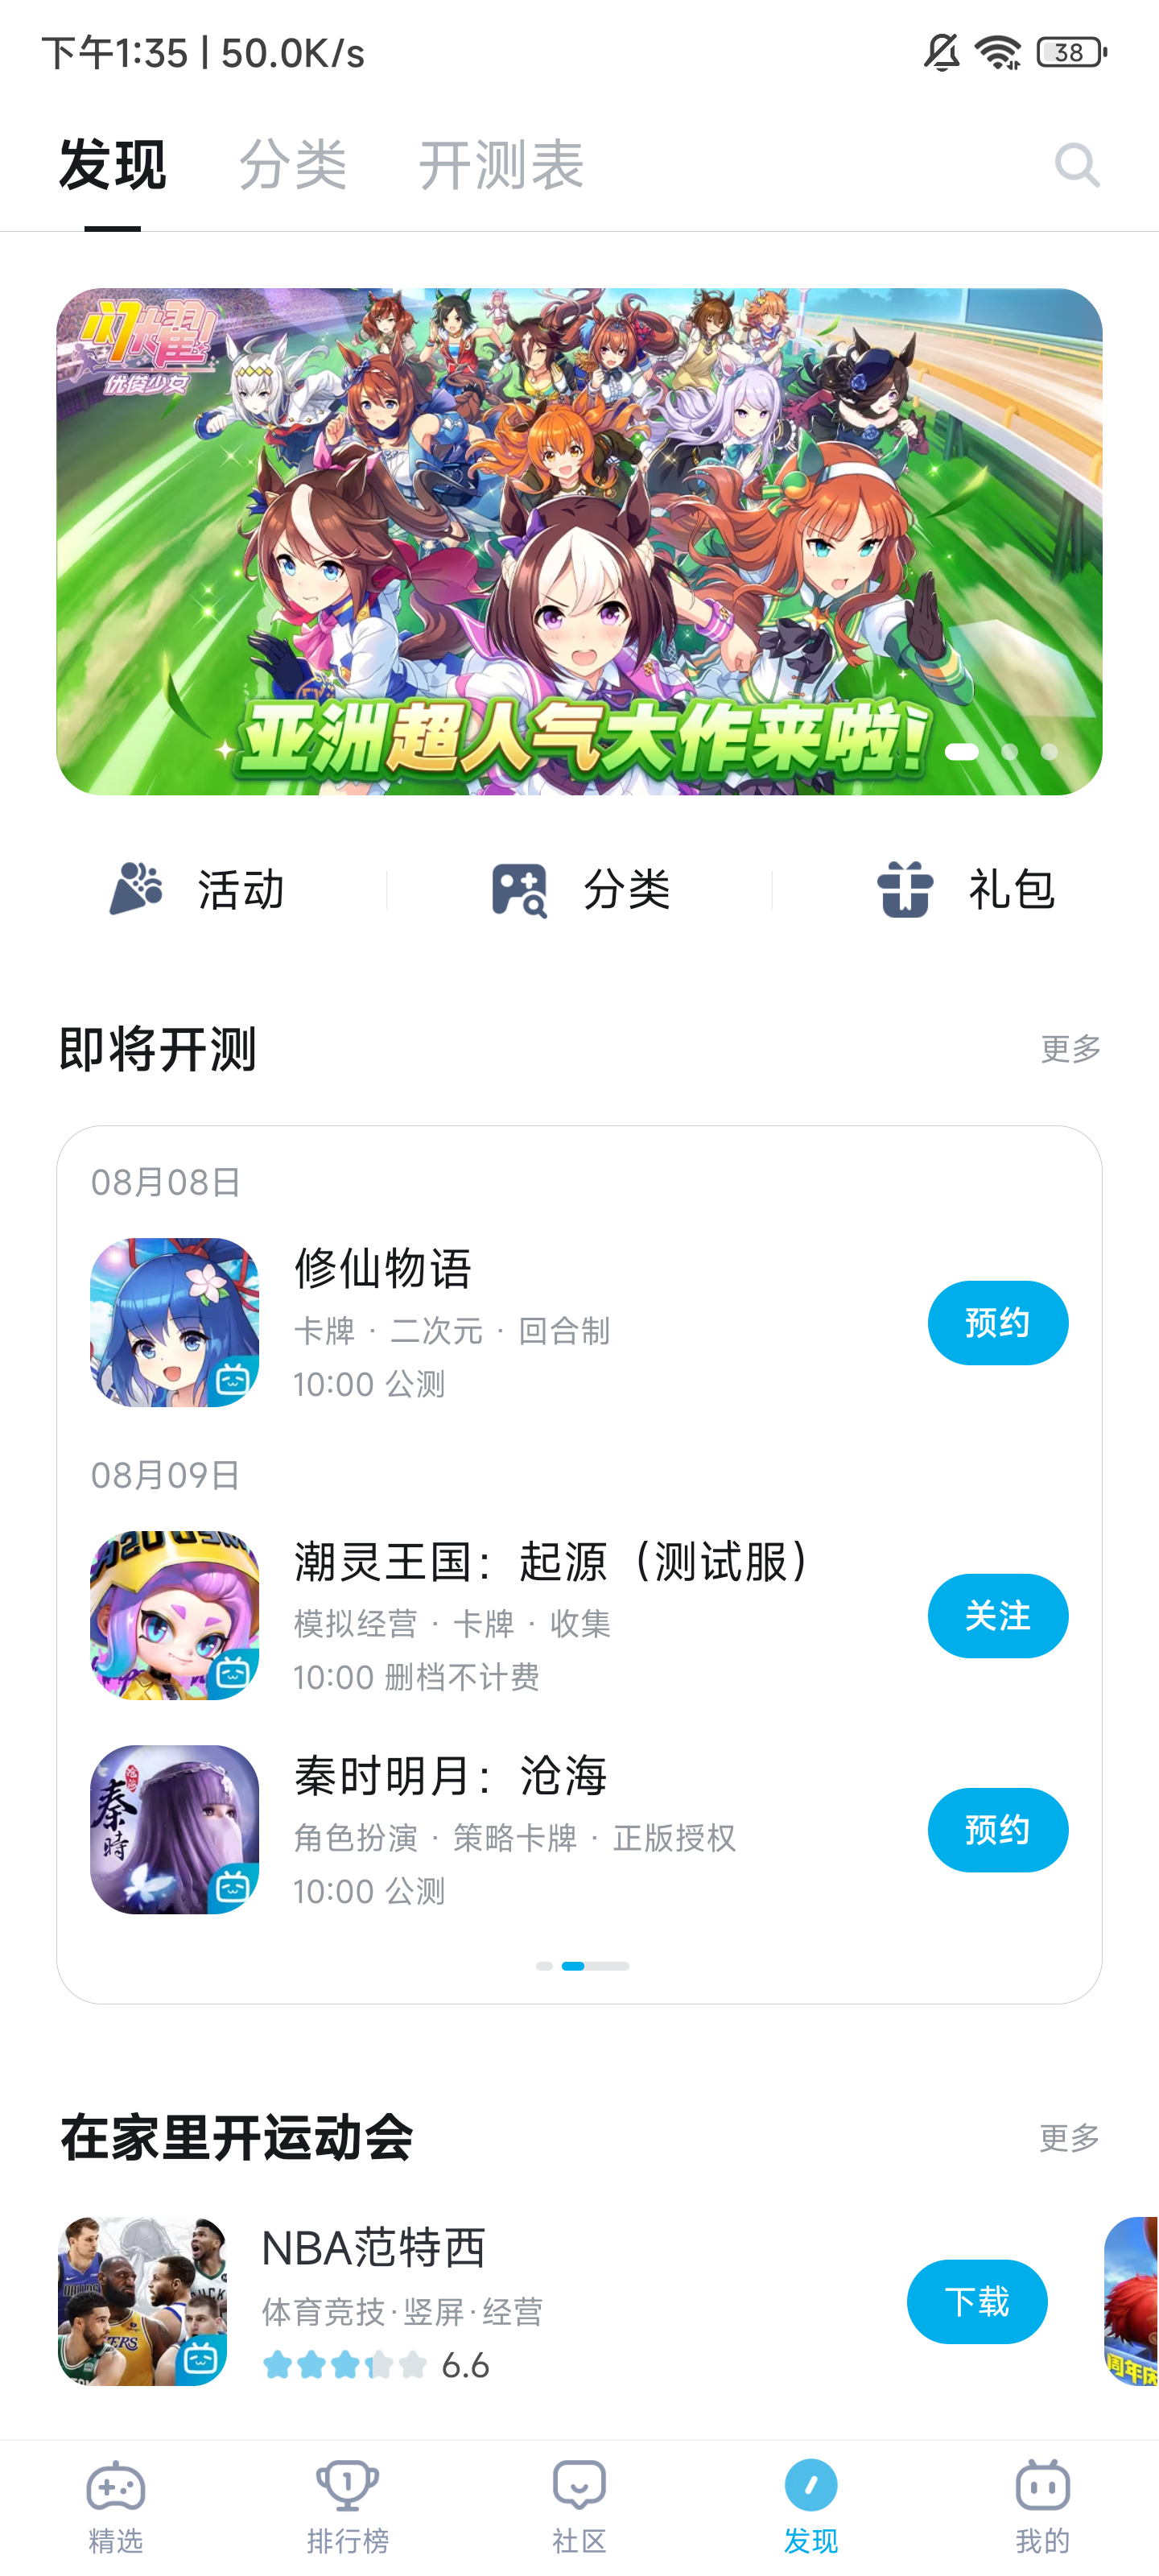 下午1:35 | 50.0K/s
38
发现
分类
开测表
闪耀!
优俊少女
亚洲超人气大作来啦!
活动
分类
礼包
即将开测
更多
08月08日
修仙物语
卡牌 · 二次元 · 回合制
10:00 公测
预约
08月09日
潮灵王国：起源（测试服）
模拟经营 · 卡牌 · 收集
10:00 删档不计费
关注
秦時
沧海
秦时明月：沧海
角色扮演 · 策略卡牌 · 正版授权
10:00 公测
预约
在家里开运动会
更多
NBA范特西
体育竞技·竖屏·经营
6.6
下载
周年庆
精选
排行榜
社区
发现
我的